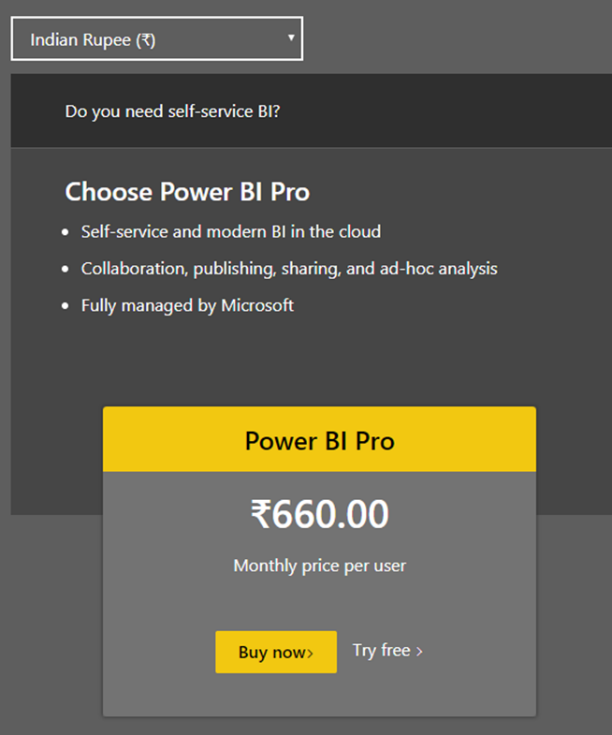 Indian Rupee (₹)
Do you need self-service BI?
Choose Power BI Pro
Self-service and modern BI in the cloud
Collaboration, publishing, sharing, and ad-hoc analysis
Fully managed by Microsoft
Power BI Pro
₹660.00
Monthly price per user
Buy now›
Try free ›